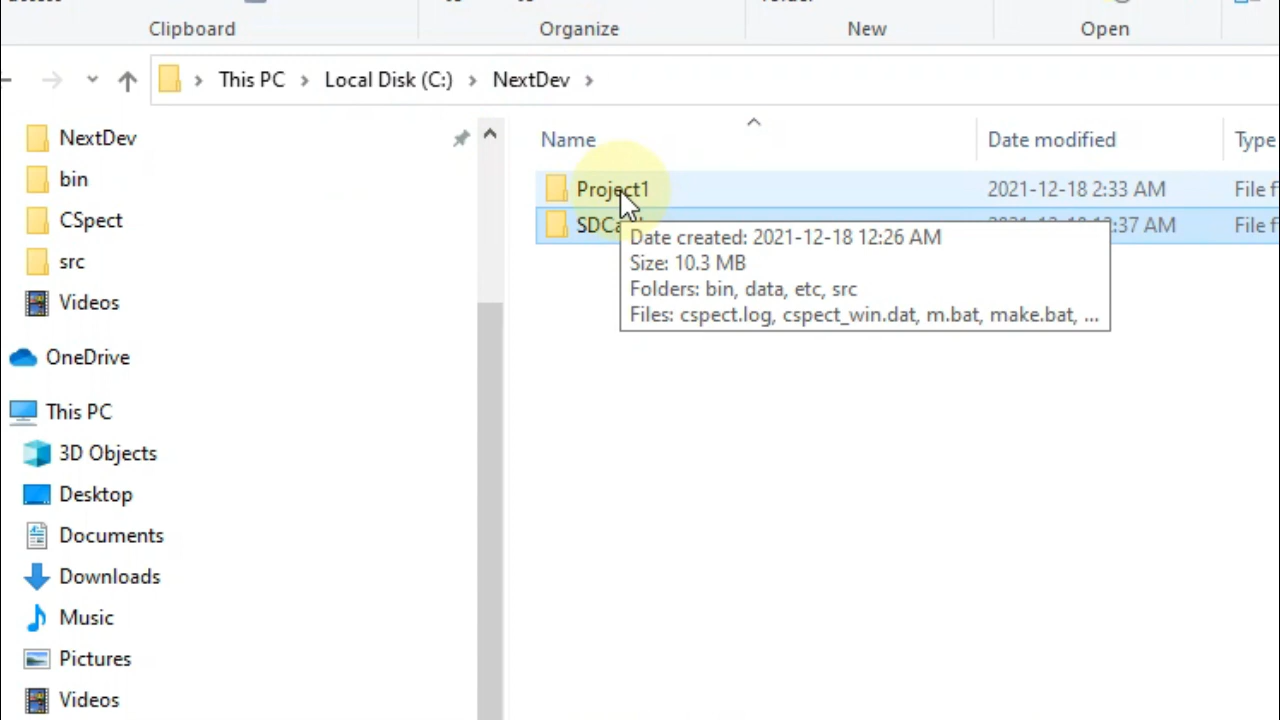 Clipboard Organize New Open
This PC Local Disk (C:) NextDev
NextDev
bin
CSpect
src
Videos
OneDrive
This PC
3D Objects
Desktop
Documents
Downloads
Music
Pictures
Videos
Name Date modified Type
Project1 2021-12-18 2:33 AM File f
:37 AM File f
Date created: 2021-12-18 12:26 AM
Size: 10.3 MB
Folders: bin, data, etc, src
Files: cspect.log, cspect_win.dat, m.bat, make.bat, ...